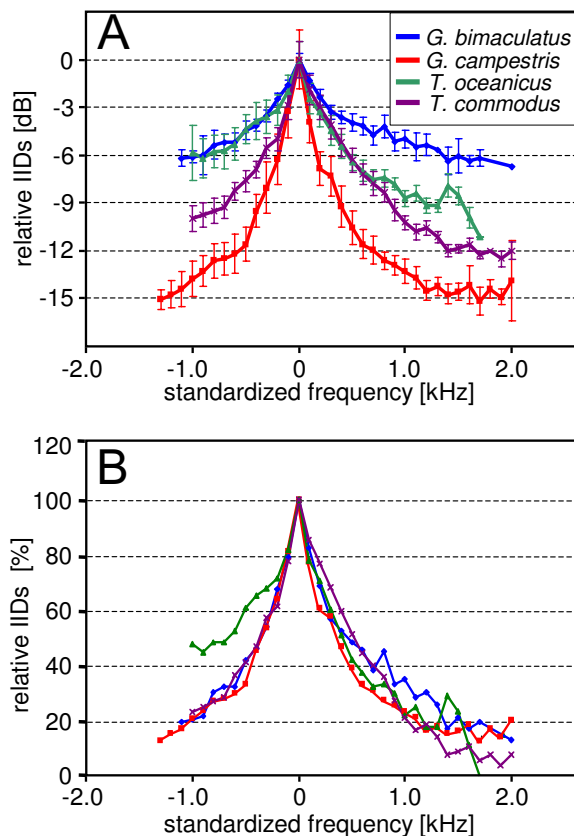 A
G. bimaculatus
G. campestris
T. oceanicus
T. commodus
relative IIDs [dB]
0
-3
-6
-9
-12
-15
-2.0 -1.0 0 1.0 2.0
standardized frequency [kHz]
B
relative IIDs [%]
120
100
80
60
40
20
0
-2.0 -1.0 0 1.0 2.0
standardized frequency [kHz]